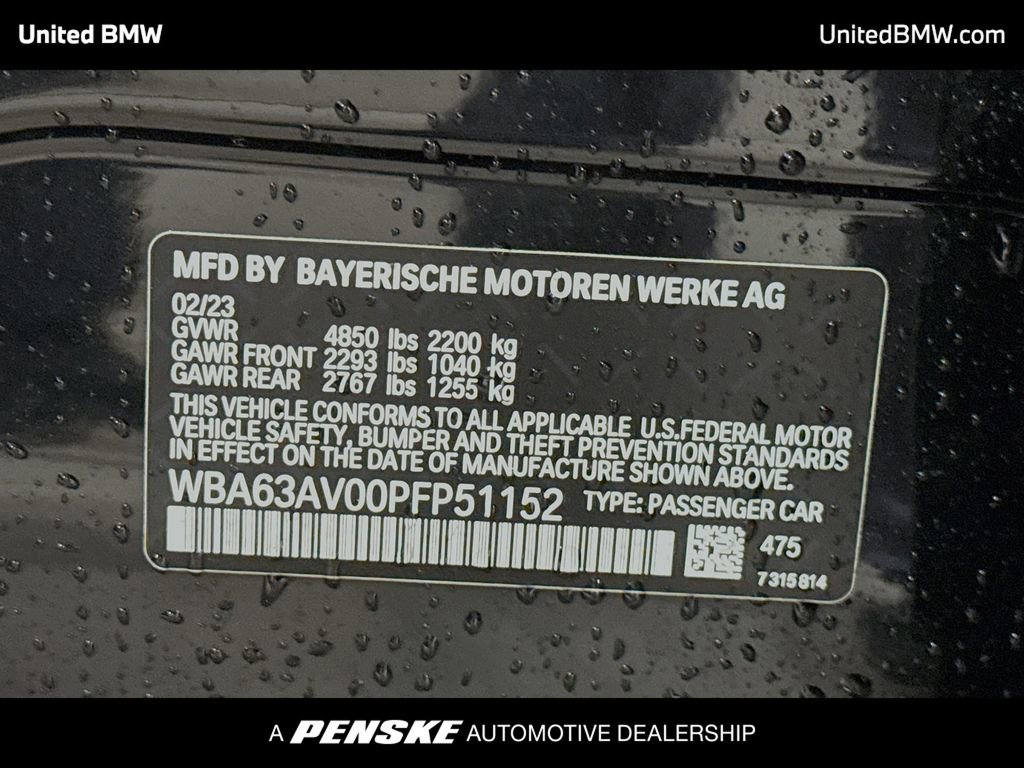 United BMW
UnitedBMW.com
MFD BY BAYERISCHE MOTOREN WERKE AG
02/23
GVWR 4850 lbs 2200 kg
GAWR FRONT 2293 lbs 1040 kg
GAWR REAR 2767 lbs 1255 kg
THIS VEHICLE CONFORMS TO ALL APPLICABLE U.S.FEDERAL MOTOR
VEHICLE SAFETY, BUMPER AND THEFT PREVENTION STANDARDS
IN EFFECT ON THE DATE OF MANUFACTURE SHOWN ABOVE.
WBA63AV00PFP51152 TYPE: PASSENGER CAR
475
7315814
A PENSKE AUTOMOTIVE DEALERSHIP